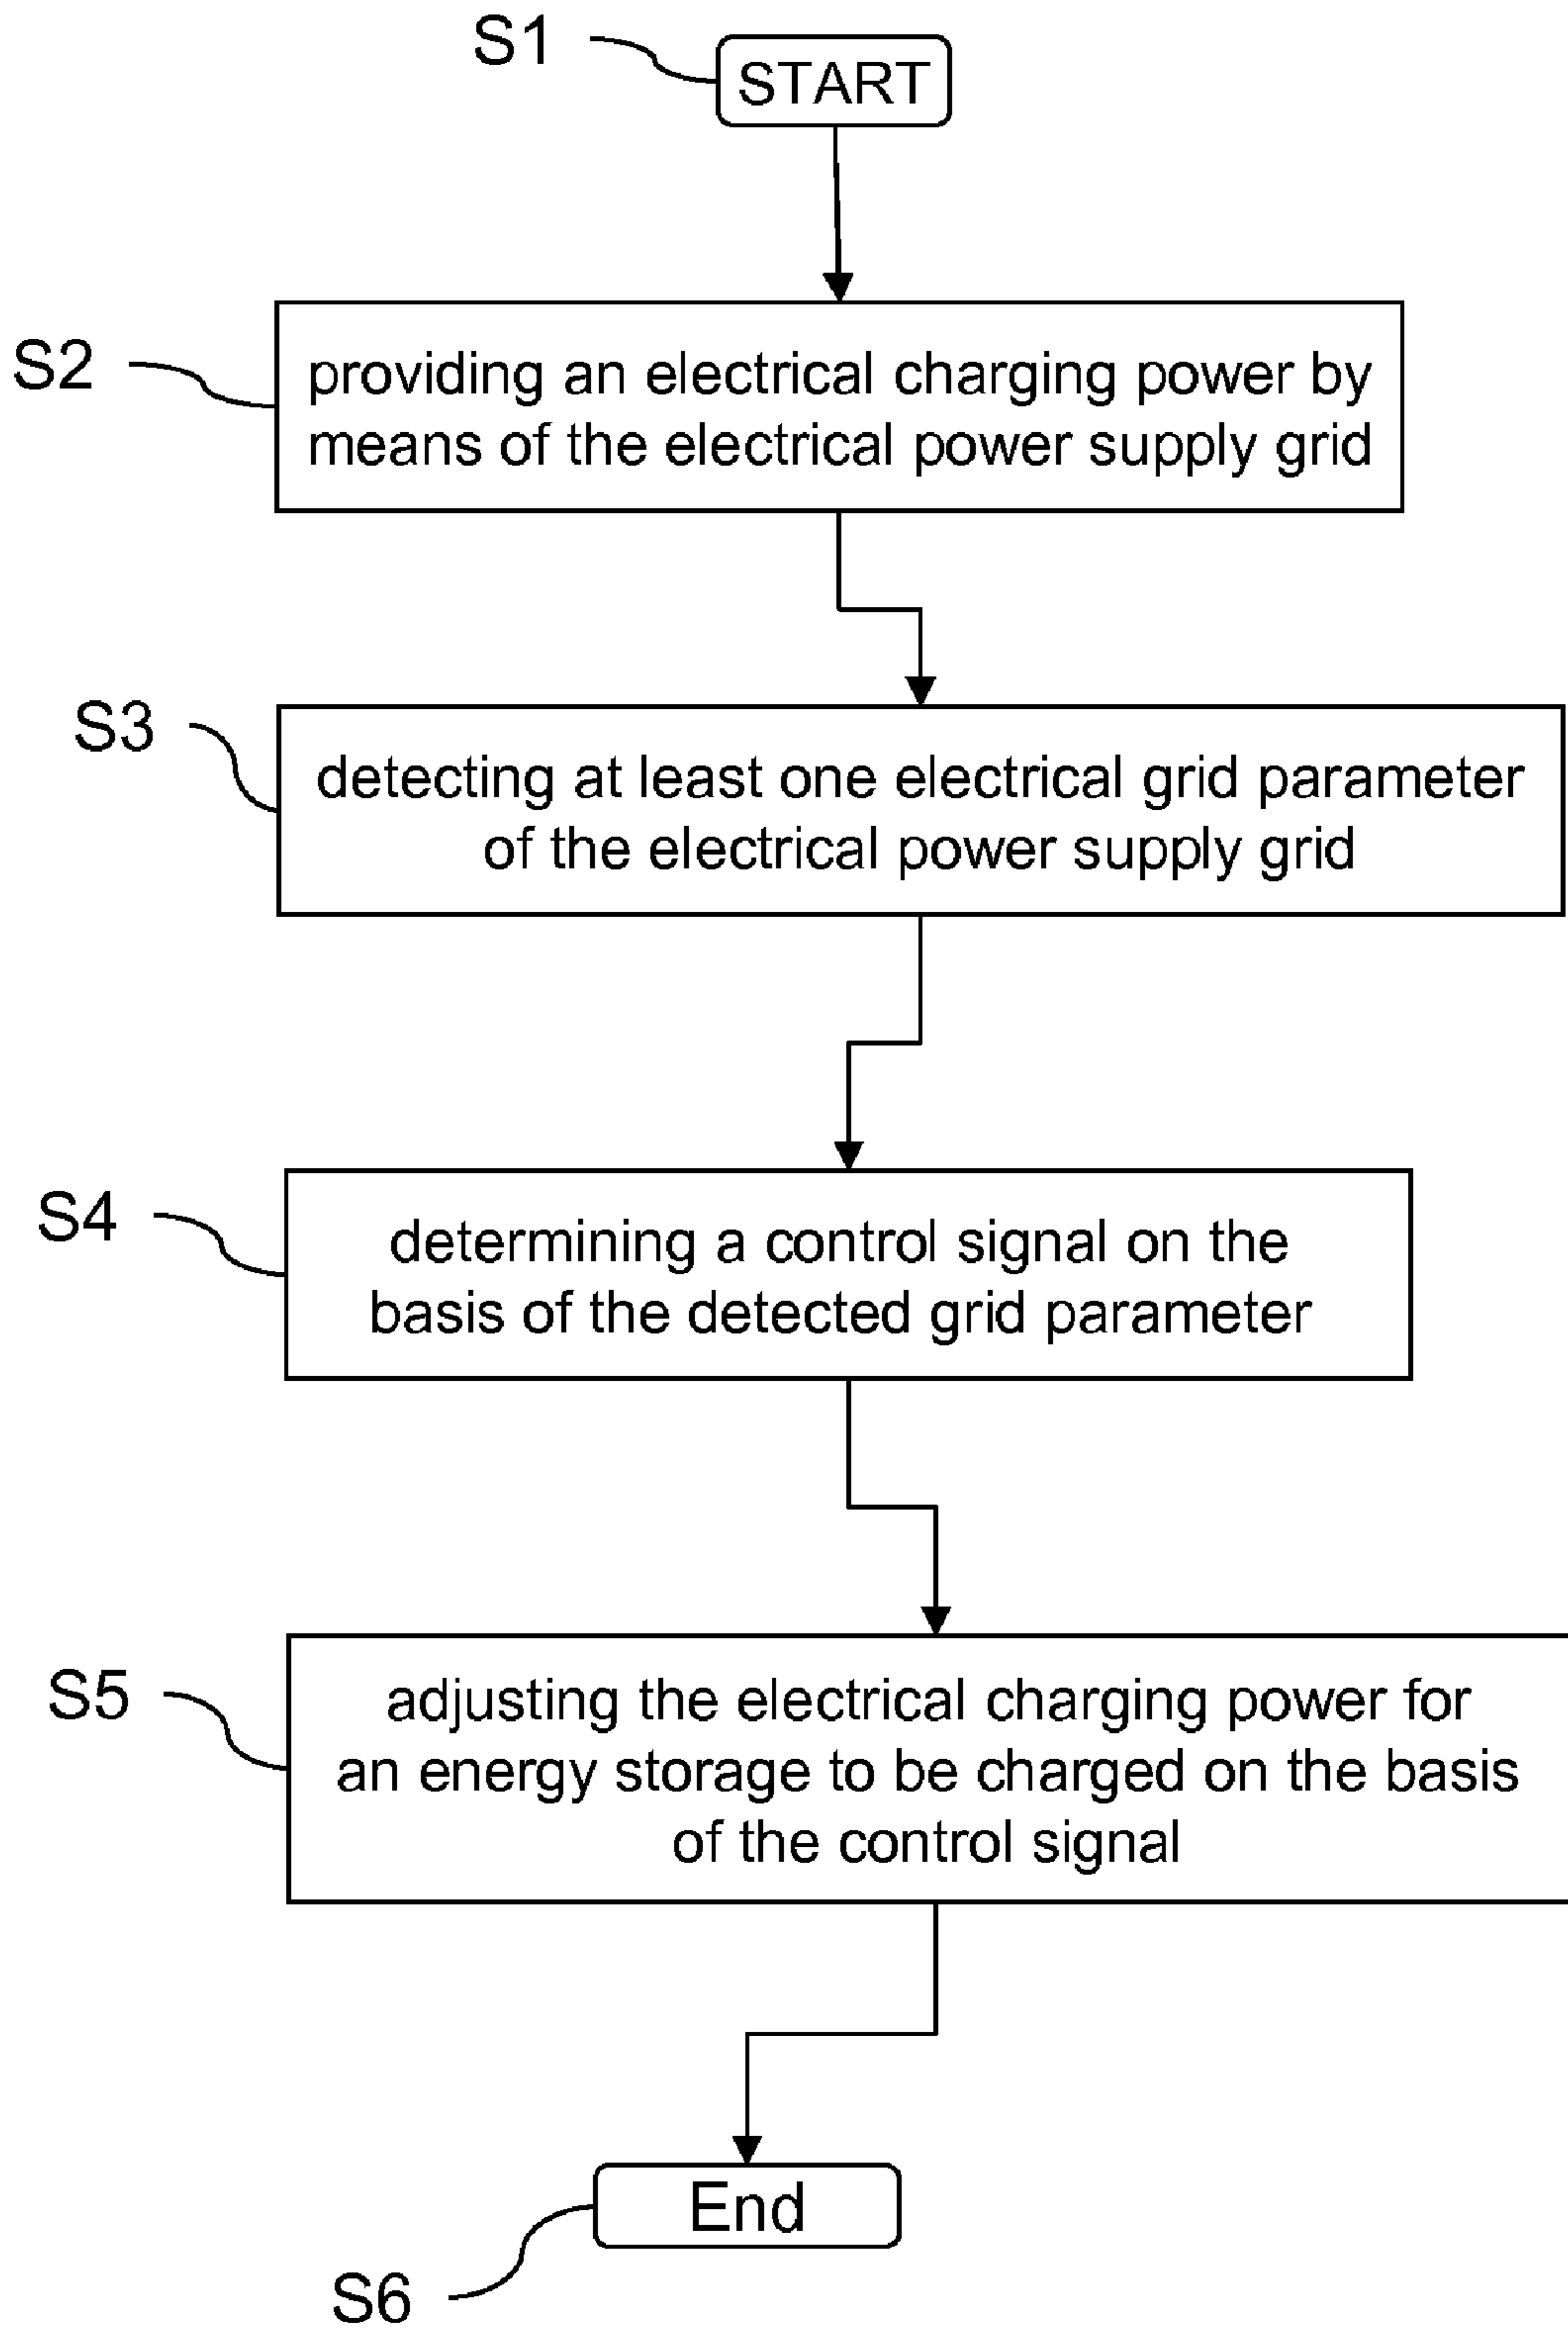 S1
START
S2
providing an electrical charging power by
means of the electrical power supply grid
S3
detecting at least one electrical grid parameter
of the electrical power supply grid
S4
determining a control signal on the
basis of the detected grid parameter
S5
adjusting the electrical charging power for
an energy storage to be charged on the basis
of the control signal
End
S6